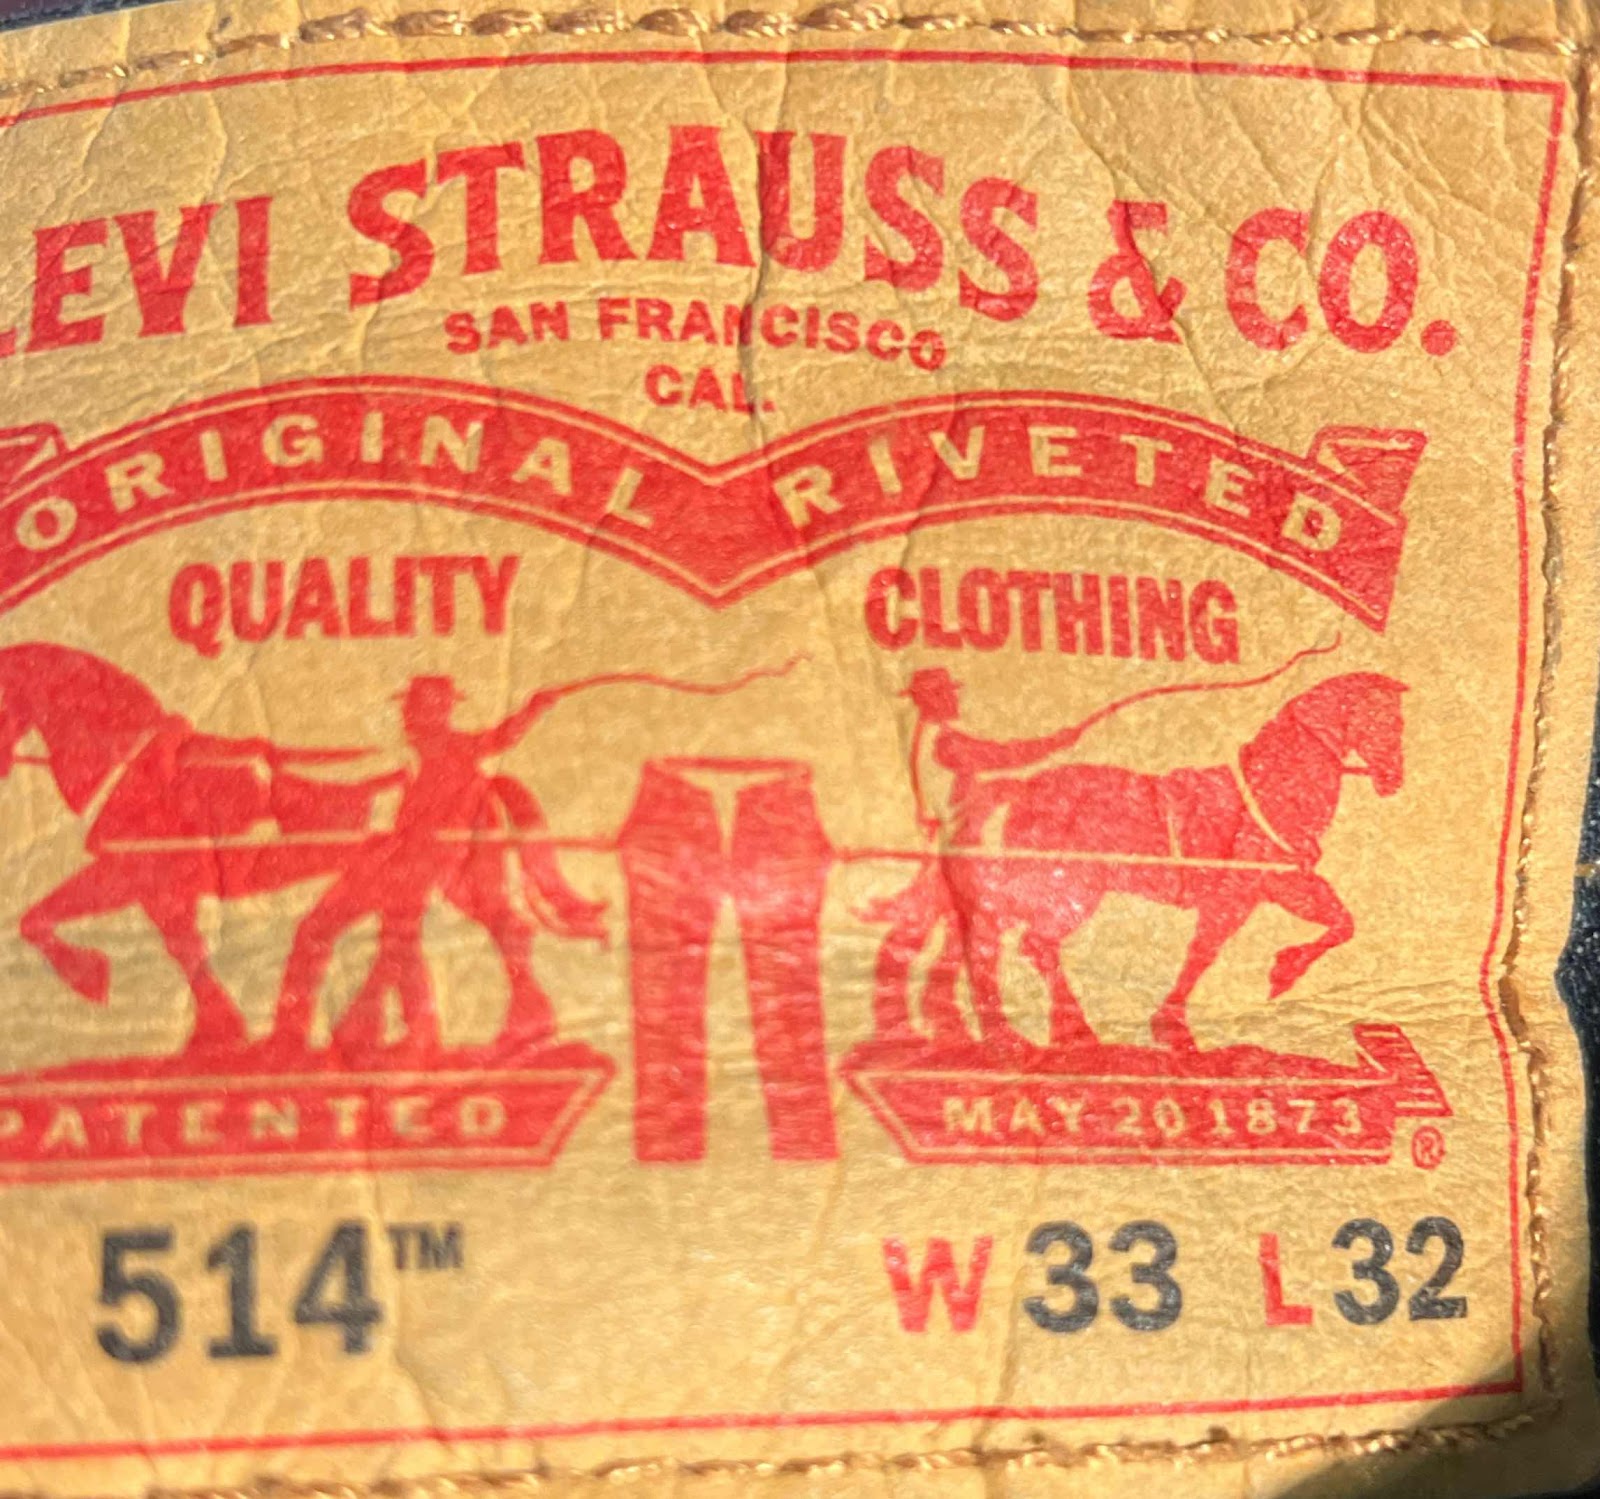 LEVI STRAUSS & CO.
SAN FRANCISCO
CAL.
ORIGINAL RIVETED
QUALITY CLOTHING
PATENTED MAY 20 1873 ®
514™ W 33 L 32